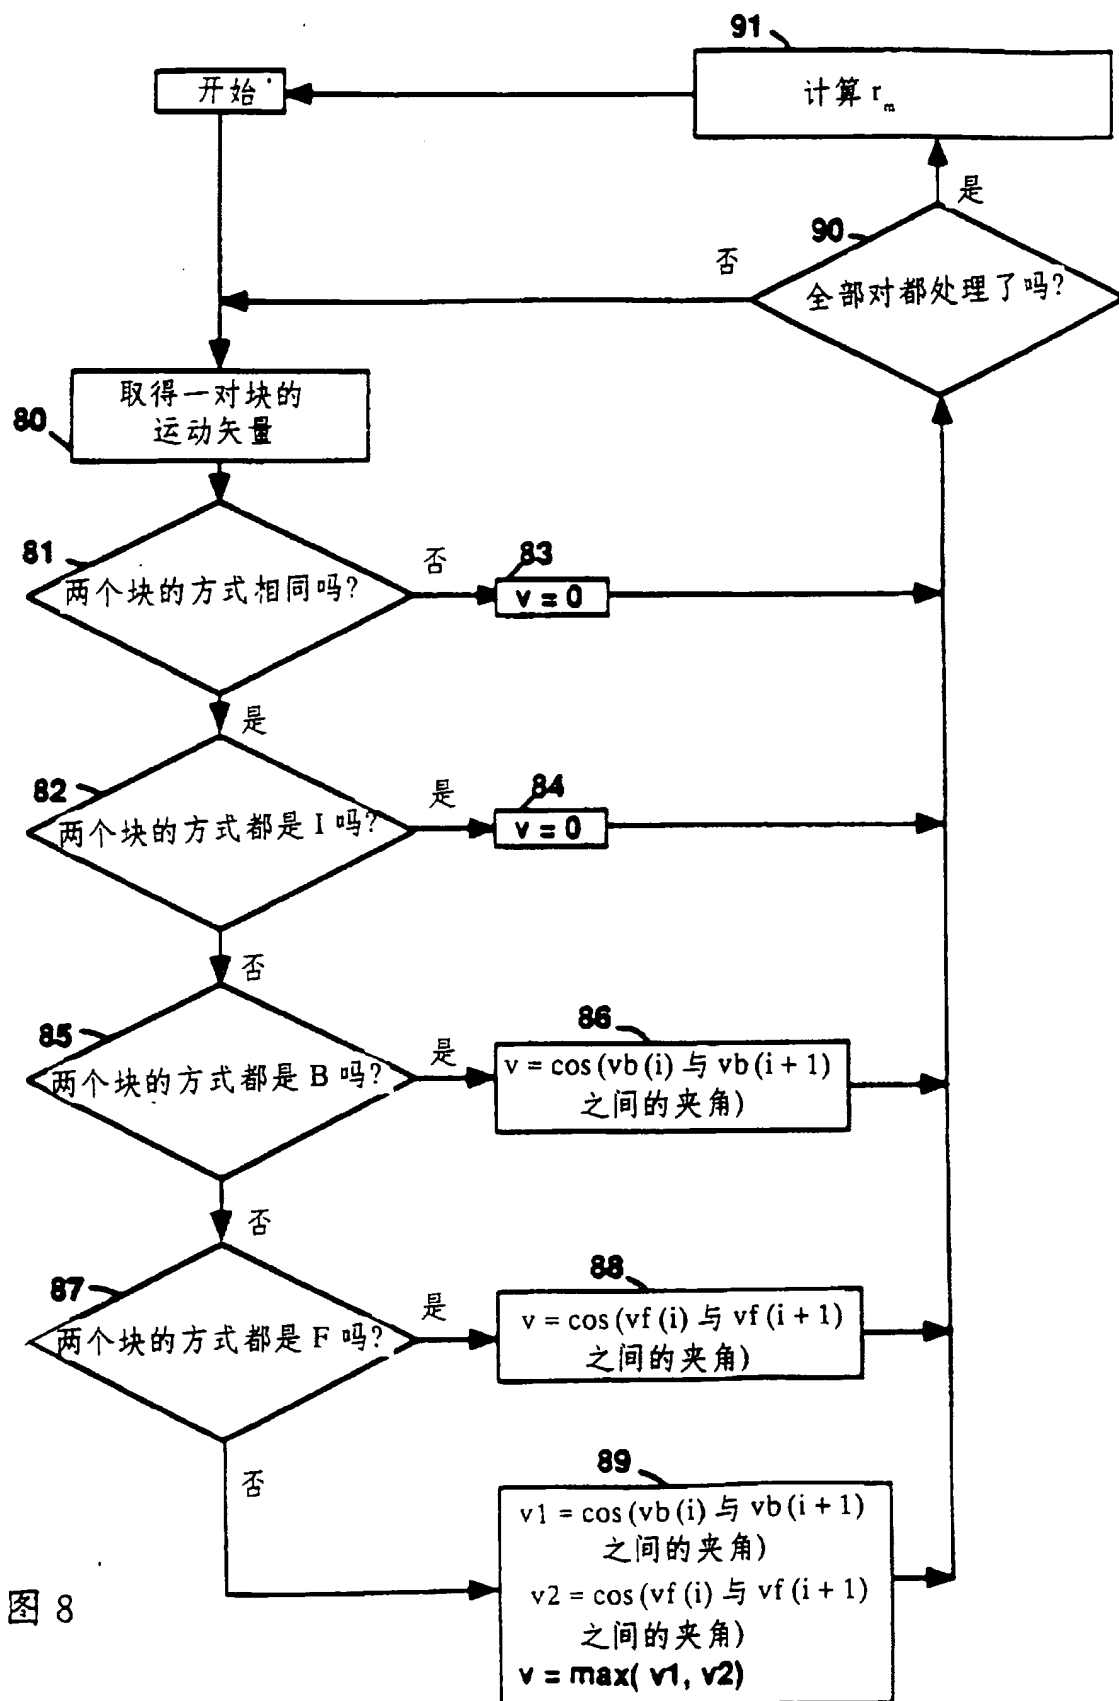 91
开始
计算 rm
是
90
否
全部对都处理了吗?
取得一对块的
运动矢量
80
81
否
83
两个块的方式相同吗?
v = 0
是
82
是
84
两个块的方式都是 I 吗?
v = 0
否
85
是
86
两个块的方式都是 B 吗?
v = cos (vb (i) 与 vb (i + 1)
之间的夹角)
否
87
是
88
两个块的方式都是 F 吗?
v = cos (vf (i) 与 vf (i + 1)
之间的夹角)
否
89
v1 = cos (vb (i) 与 vb (i + 1)
之间的夹角)
v2 = cos (vf (i) 与 vf (i + 1)
之间的夹角)
v = max( v1, v2)
图 8